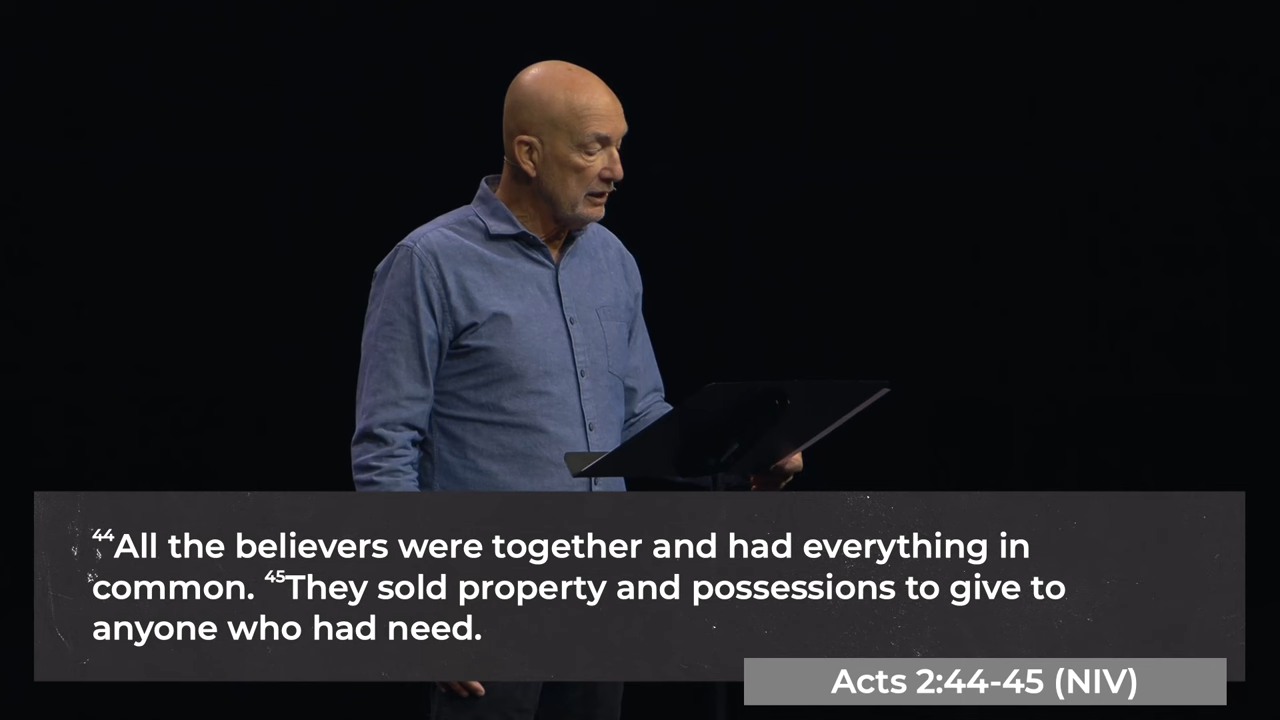 ⁴⁴All the believers were together and had everything in
common. ⁴⁵They sold property and possessions to give to
anyone who had need.
Acts 2:44-45 (NIV)